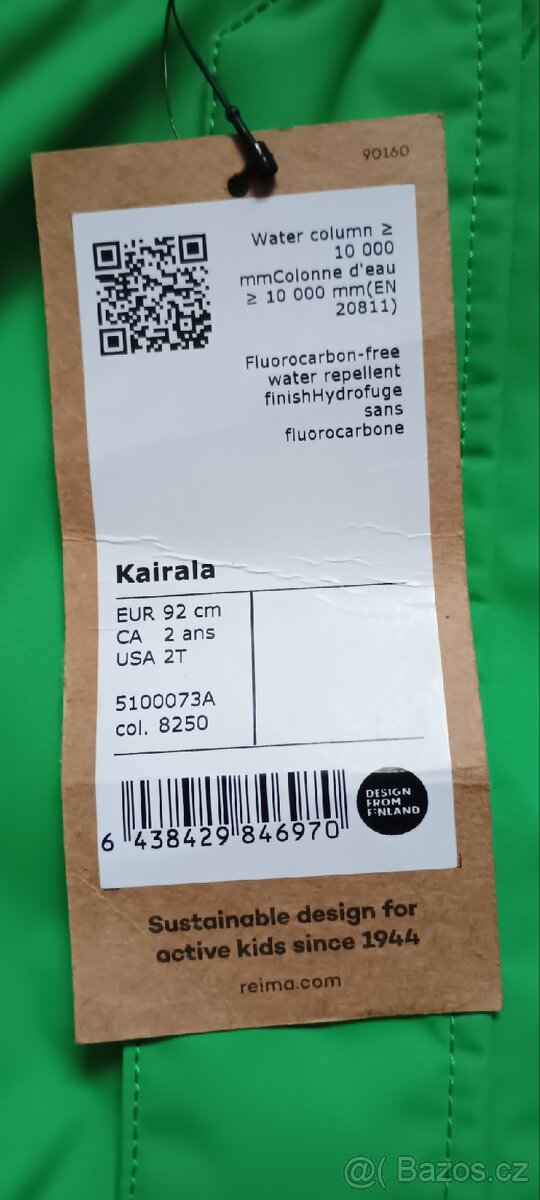 90160
Water column ≥
10 000
mmColonne d'eau
≥ 10 000 mm(EN
20811)
Fluorocarbon-free
water repellent
finishHydrofuge
sans
fluorocarbone
Kairala
EUR 92 cm
CA 2 ans
USA 2T
5100073A
col. 8250
6 438429 846970
DESIGN
FROM
FINLAND
Sustainable design for
active kids since 1944
reima.com
@( Bazos.cz